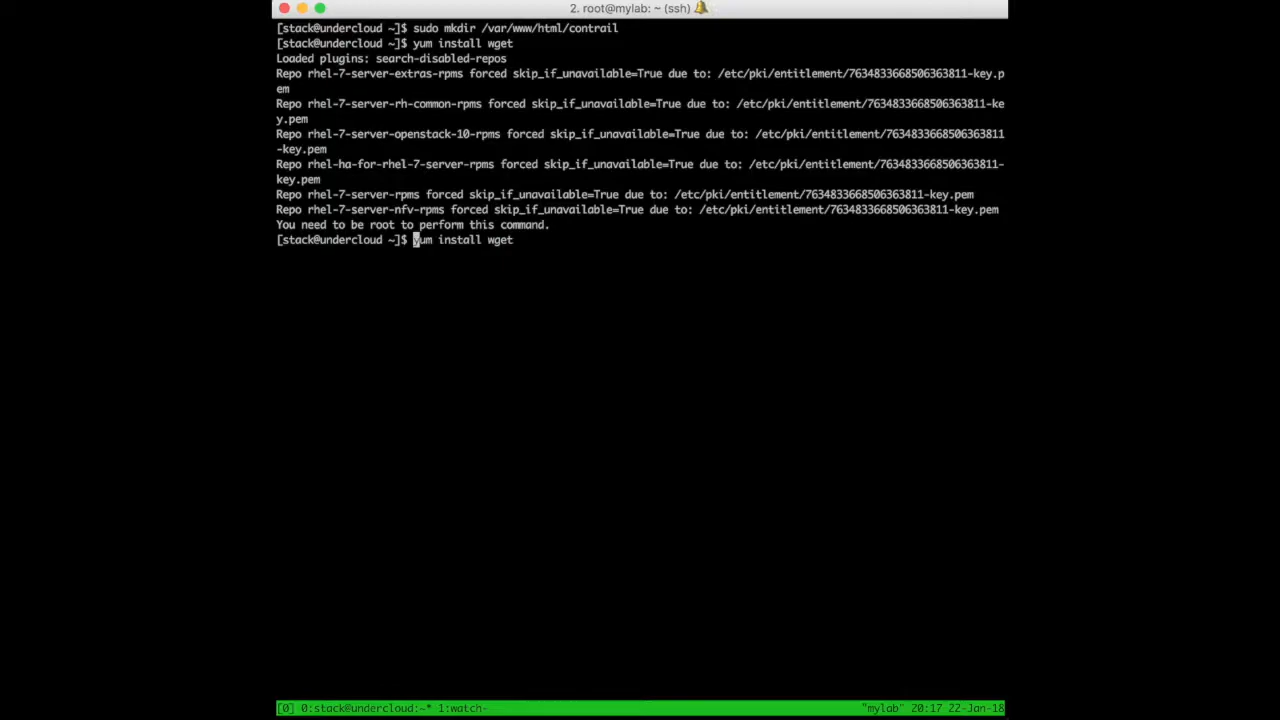 2. root@mylab: ~ (ssh)
[stack@undercloud ~]$ sudo mkdir /var/www/html/contrail
[stack@undercloud ~]$ yum install wget
Loaded plugins: search-disabled-repos
Repo rhel-7-server-extras-rpms forced skip_if_unavailable=True due to: /etc/pki/entitlement/7634833668506363811-key.p
em
Repo rhel-7-server-rh-common-rpms forced skip_if_unavailable=True due to: /etc/pki/entitlement/7634833668506363811-ke
y.pem
Repo rhel-7-server-openstack-10-rpms forced skip_if_unavailable=True due to: /etc/pki/entitlement/7634833668506363811
-key.pem
Repo rhel-ha-for-rhel-7-server-rpms forced skip_if_unavailable=True due to: /etc/pki/entitlement/7634833668506363811-
key.pem
Repo rhel-7-server-rpms forced skip_if_unavailable=True due to: /etc/pki/entitlement/7634833668506363811-key.pem
Repo rhel-7-server-nfv-rpms forced skip_if_unavailable=True due to: /etc/pki/entitlement/7634833668506363811-key.pem
You need to be root to perform this command.
[stack@undercloud ~]$ yum install wget
[0] 0:stack@undercloud:~* 1:watch- "mylab" 20:17 22-Jan-18